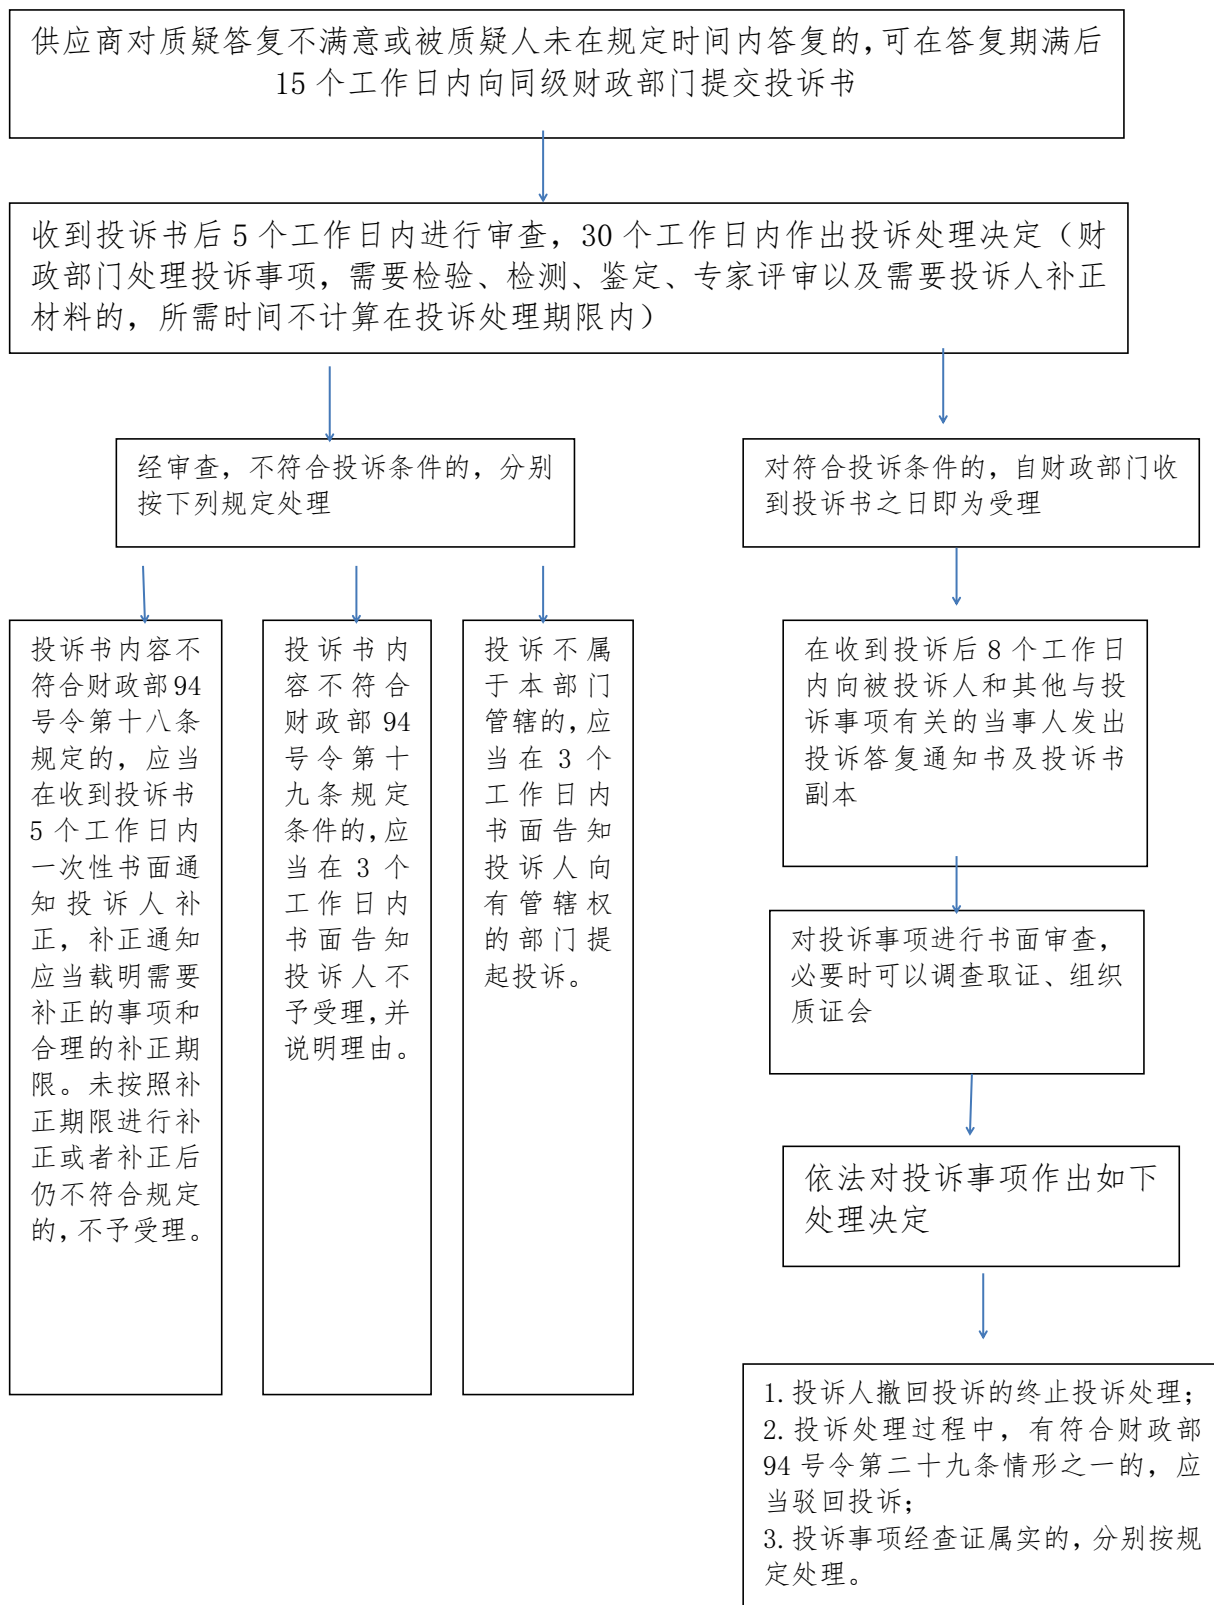 供应商对质疑答复不满意或被质疑人未在规定时间内答复的,可在答复期满后
15个工作日内向同级财政部门提交投诉书
收到投诉书后5个工作日内进行审查，30个工作日内作出投诉处理决定（财
政部门处理投诉事项，需要检验、检测、鉴定、专家评审以及需要投诉人补正
材料的，所需时间不计算在投诉处理期限内）
经审查，不符合投诉条件的，分别
按下列规定处理
对符合投诉条件的，自财政部门收
到投诉书之日即为受理
投诉书内容不
符合财政部94
号令第十八条
规定的，应当
在收到投诉书
5个工作日内
一次性书面通
知投诉人补
正，补正通知
应当载明需要
补正的事项和
合理的补正期
限。未按照补
正期限进行补
正或者补正后
仍不符合规定
的,不予受理。
投诉书内
容不符合
财政部94
号令第十
九条规定
条件的,应
当在3个
工作日内
书面告知
投诉人不
予受理,并
说明理由。
投诉不属
于本部门
管辖的,应
当在3个
工作日内
书面告知
投诉人向
有管辖权
的部门提
起投诉。
在收到投诉后8个工作日
内向被投诉人和其他与投
诉事项有关的当事人发出
投诉答复通知书及投诉书
副本
对投诉事项进行书面审查，
必要时可以调查取证、组织
质证会
依法对投诉事项作出如下
处理决定
1.投诉人撤回投诉的终止投诉处理；
2.投诉处理过程中，有符合财政部
94号令第二十九条情形之一的，应
当驳回投诉；
3.投诉事项经查证属实的,分别按规
定处理。